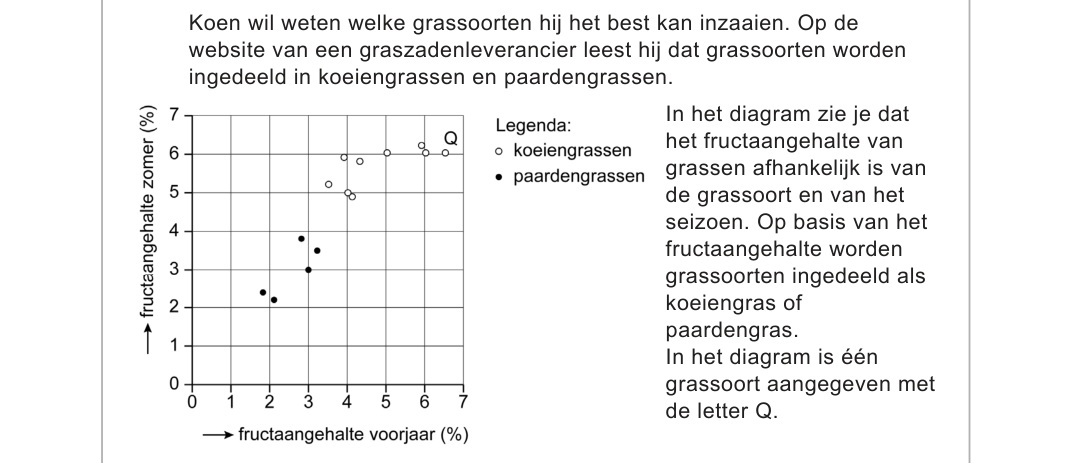 Koen wil weten welke grassoorten hij het best kan inzaaien. Op de
website van een graszadenleverancier leest hij dat grassoorten worden
ingedeeld in koeiengrassen en paardengrassen.
fructaangehalte zomer (%)
7
6
5
4
3
2
1
0
Q
0 1 2 3 4 5 6 7
fructaangehalte voorjaar (%)
Legenda:
koeiengrassen
paardengrassen
In het diagram zie je dat
het fructaangehalte van
grassen afhankelijk is van
de grassoort en van het
seizoen. Op basis van het
fructaangehalte worden
grassoorten ingedeeld als
koeiengras of
paardengras.
In het diagram is één
grassoort aangegeven met
de letter Q.